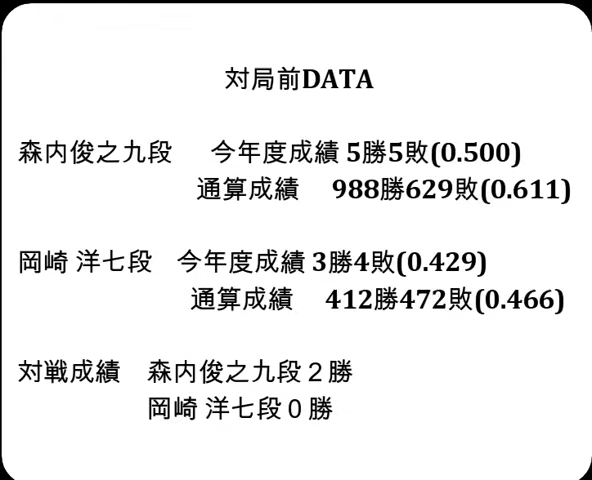 対局前DATA
森内俊之九段 今年度成績 5勝5敗(0.500)
通算成績 988勝629敗(0.611)
岡崎 洋七段 今年度成績 3勝4敗(0.429)
通算成績 412勝472敗(0.466)
対戦成績 森内俊之九段２勝
岡崎 洋七段０勝